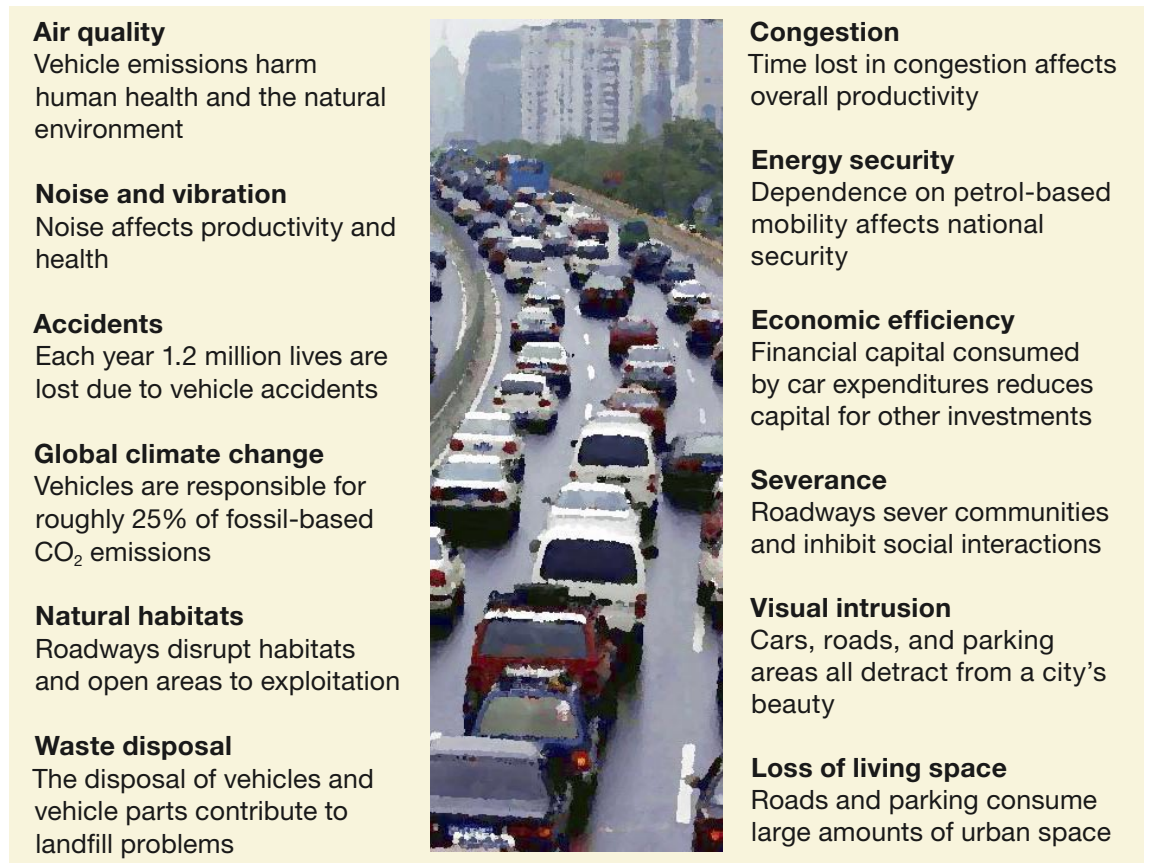 Air quality
Vehicle emissions harm
human health and the natural
environment
Noise and vibration
Noise affects productivity and
health
Accidents
Each year 1.2 million lives are
lost due to vehicle accidents
Global climate change
Vehicles are responsible for
roughly 25% of fossil-based
CO₂ emissions
Natural habitats
Roadways disrupt habitats
and open areas to exploitation
Waste disposal
The disposal of vehicles and
vehicle parts contribute to
landfill problems
Congestion
Time lost in congestion affects
overall productivity
Energy security
Dependence on petrol-based
mobility affects national
security
Economic efficiency
Financial capital consumed
by car expenditures reduces
capital for other investments
Severance
Roadways sever communities
and inhibit social interactions
Visual intrusion
Cars, roads, and parking
areas all detract from a city’s
beauty
Loss of living space
Roads and parking consume
large amounts of urban space